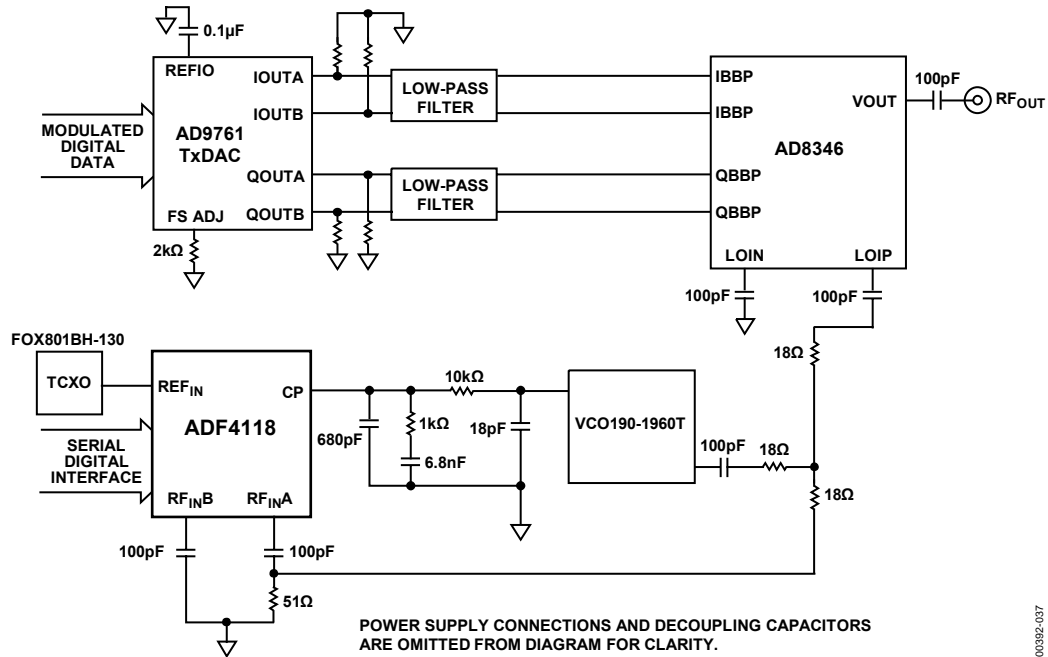 0.1µF
REFIO
IOUTA
IOUTB
AD9761
TxDAC
MODULATED
DIGITAL
DATA
QOUTA
QOUTB
FS ADJ
2kΩ
LOW-PASS
FILTER
LOW-PASS
FILTER
IBBP
IBBP
QBBP
QBBP
AD8346
VOUT
100pF
RFOUT
LOIN
LOIP
100pF
100pF
18Ω
FOX801BH-130
TCXO
REFIN
CP
ADF4118
SERIAL
DIGITAL
INTERFACE
RFINB
RFINA
100pF
100pF
51Ω
680pF
1kΩ
6.8nF
10kΩ
18pF
VCO190-1960T
100pF
18Ω
18Ω
POWER SUPPLY CONNECTIONS AND DECOUPLING CAPACITORS
ARE OMITTED FROM DIAGRAM FOR CLARITY.
00392-037